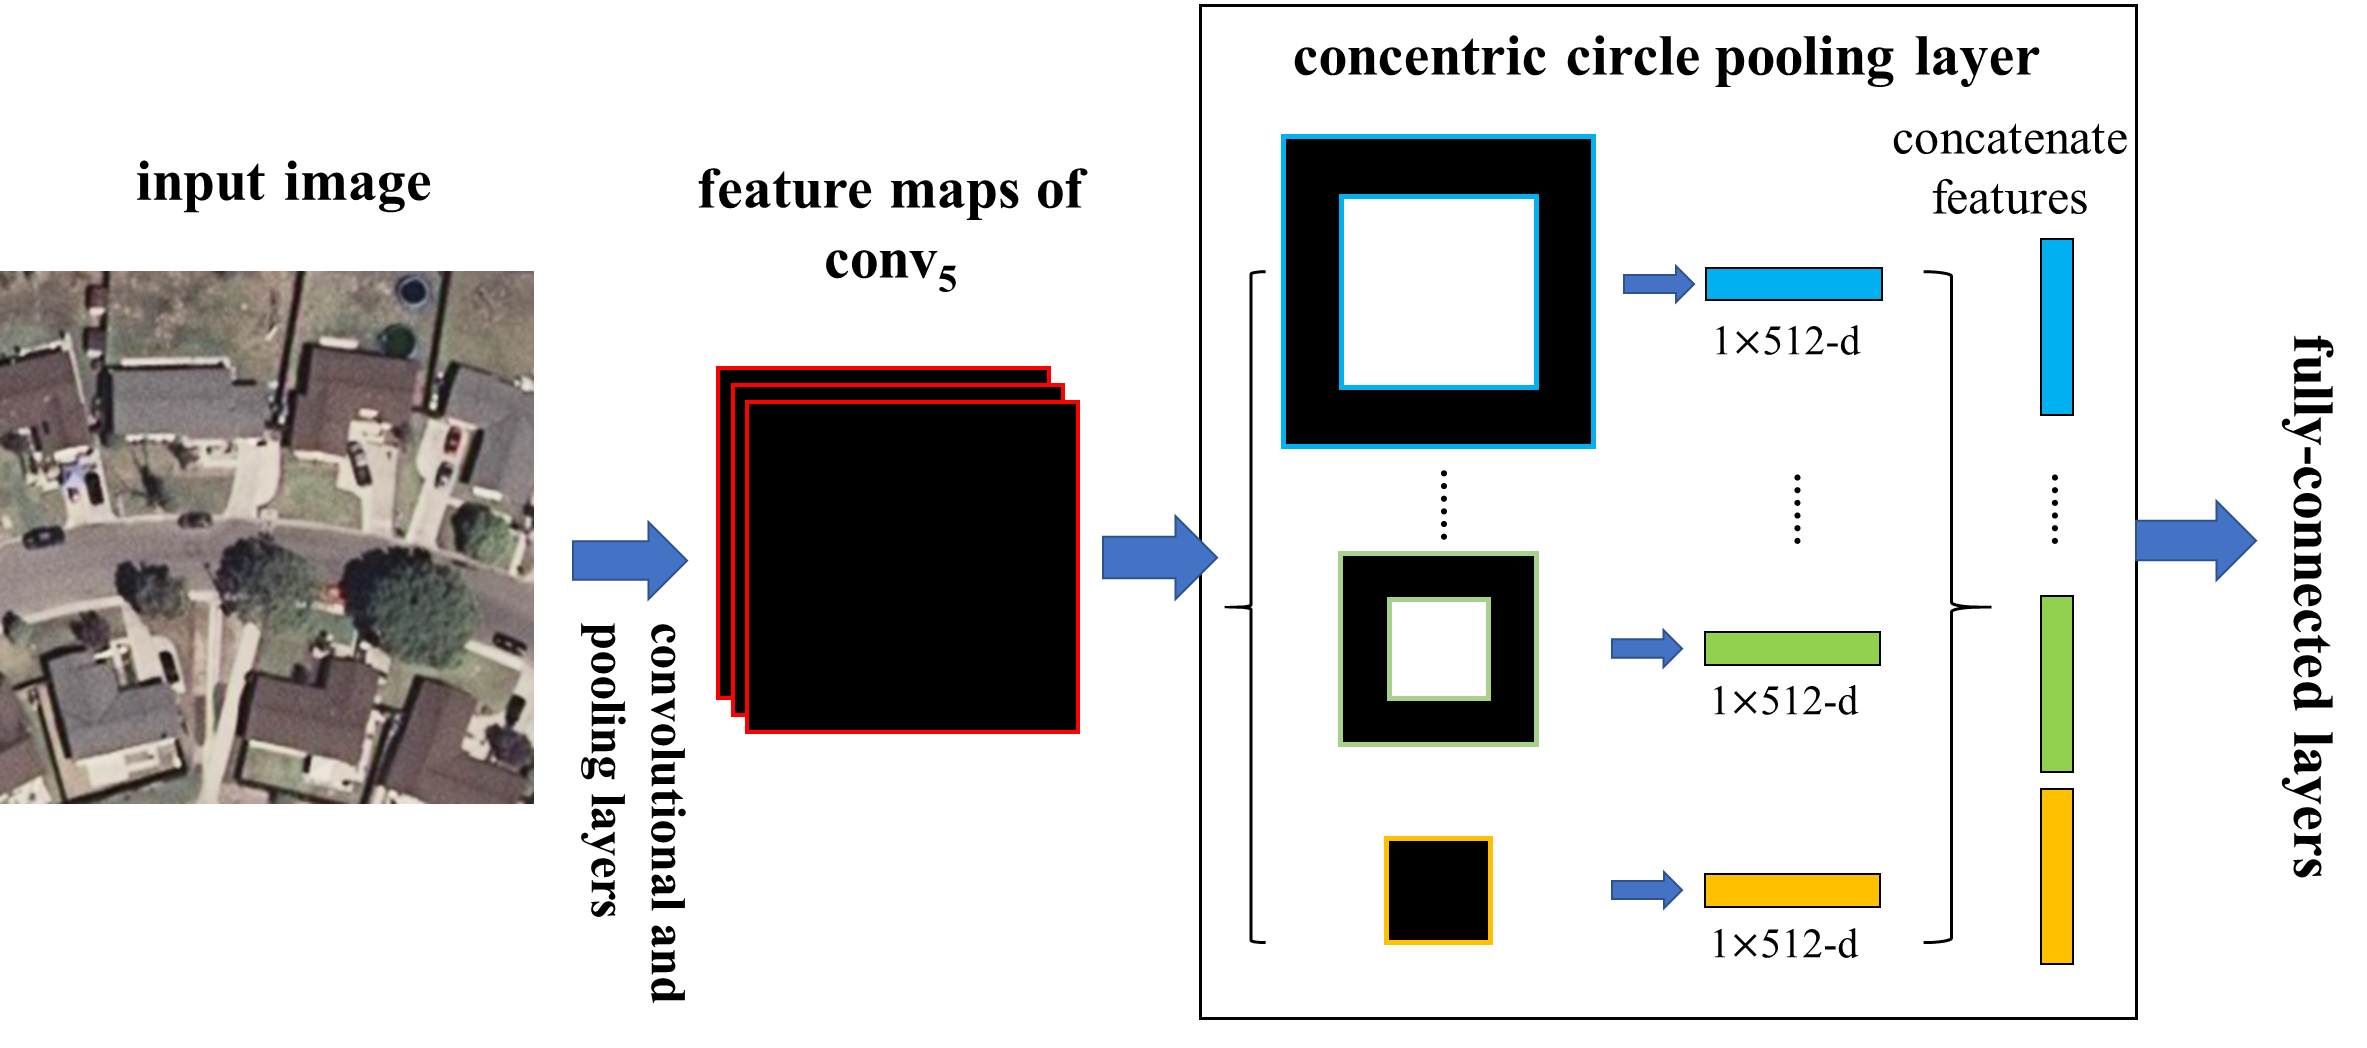 input image
convolutional and
pooling layers
feature maps of
conv₅
concentric circle pooling layer
1×512-d
1×512-d
1×512-d
concatenate
features
fully-connected layers